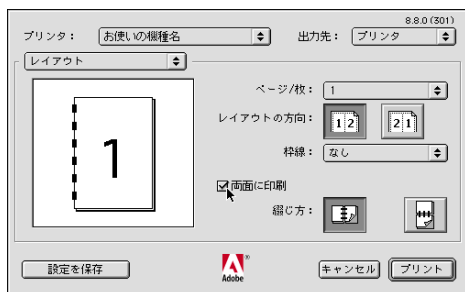 8.8.0 (301)
プリンタ： お使いの機種名 出力先： プリンタ
レイアウト
ページ/枚： 1
レイアウトの方向： 1 2 2 1
1
枠線： なし
両面に印刷
綴じ方：
設定を保存 Adobe キャンセル プリント